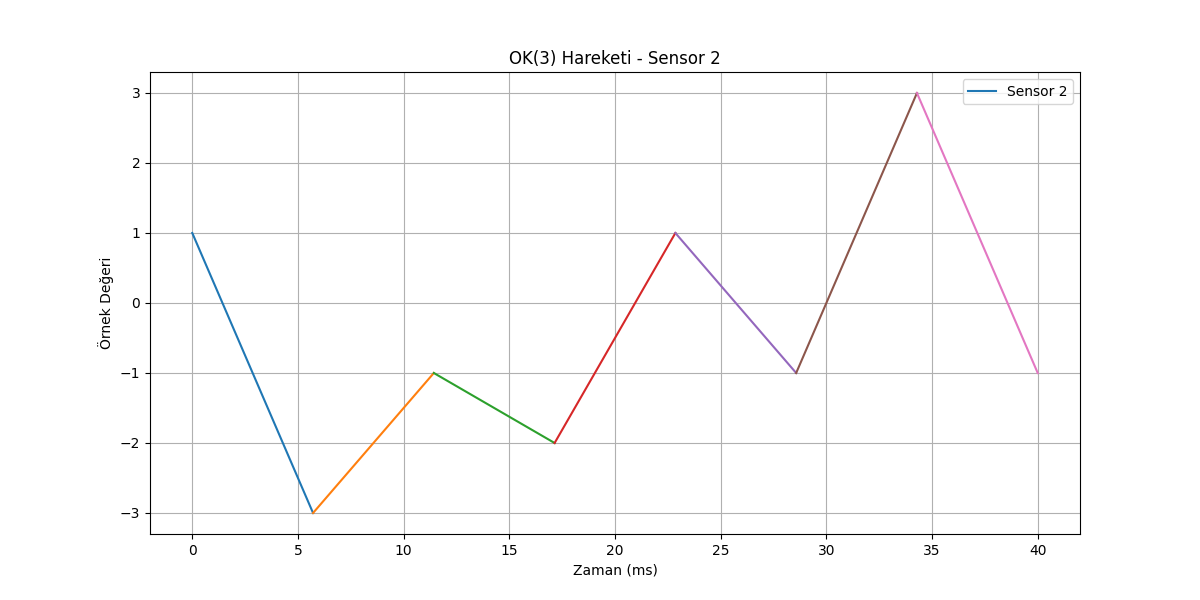 OK(3) Hareketi - Sensor 2
Sensor 2
3
2
1
0
−1
−2
−3
Örnek Değeri
0 5 10 15 20 25 30 35 40
Zaman (ms)